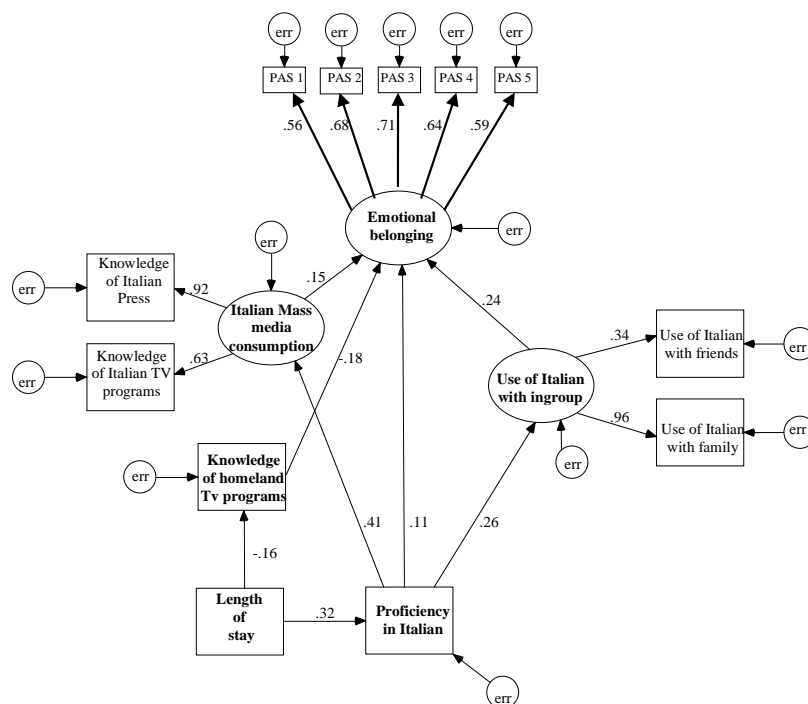 err
err
err
err
err
PAS 1
PAS 2
PAS 3
PAS 4
PAS 5
.56
.68
.71
.64
.59
Emotional
belonging
err
err
Knowledge
of Italian
Press
err
.92
.15
Italian Mass
media
consumption
.24
Knowledge
of Italian TV
programs
err
.63
-.18
.34
Use of Italian
with friends
err
Use of Italian
with ingroup
.96
Use of Italian
with family
err
err
Knowledge
of homeland
Tv programs
err
.41
.11
.26
-.16
Length
of
stay
.32
Proficiency
in Italian
err